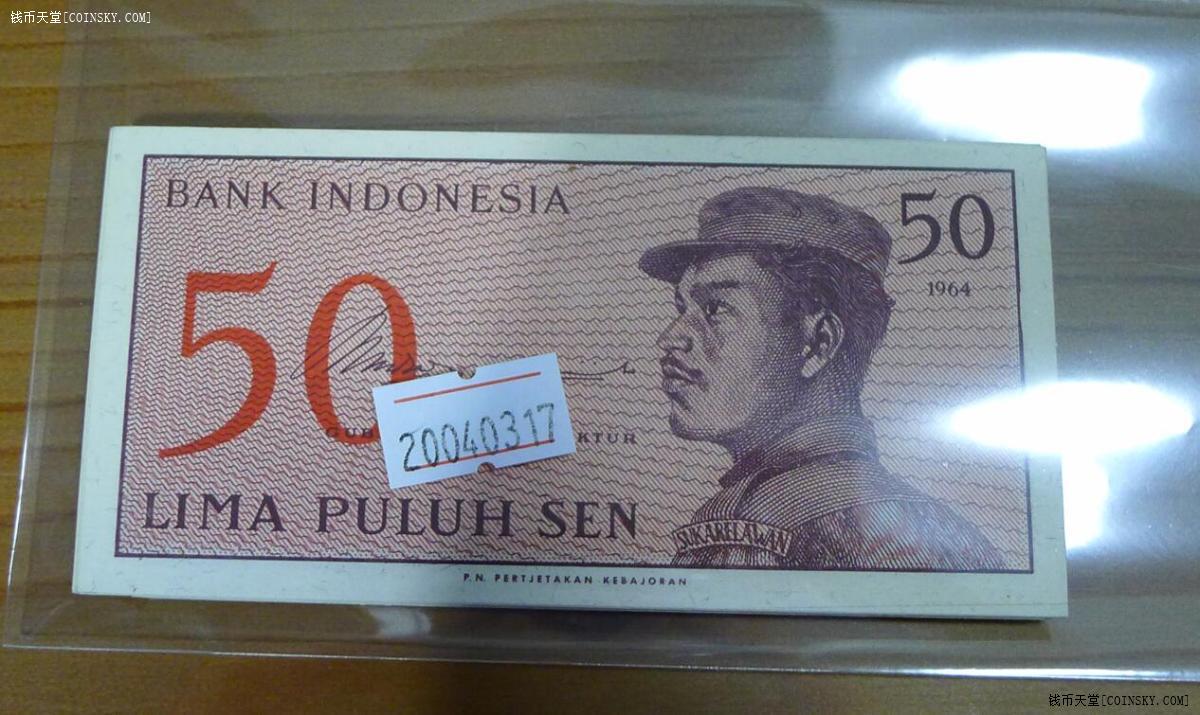 钱币天堂[COINSKY.COM]
BANK INDONESIA
50
1964
50
20040317
LIMA PULUH SEN
SUKARELAWAN
P.N. PERTJETAKAN KEBAJORAN
钱币天堂[COINSKY.COM]